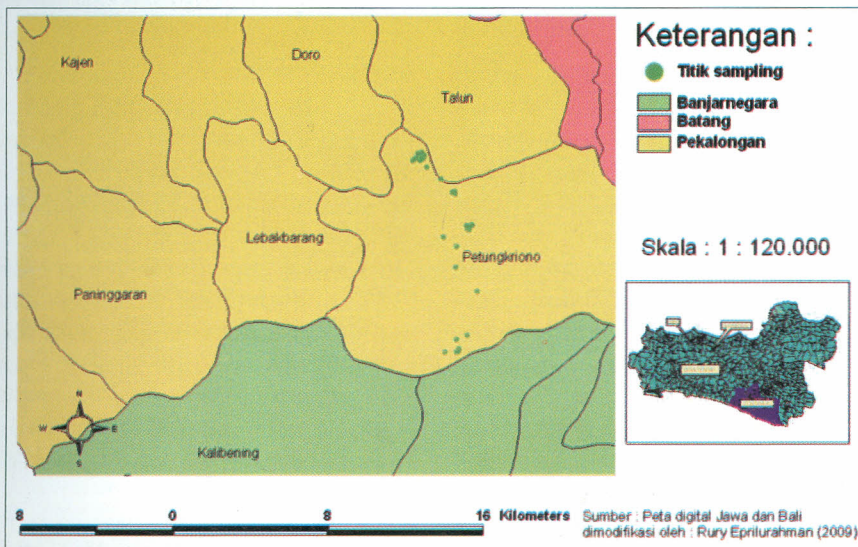 Keterangan :
Titik sampling
Banjarnegara
Batang
Pekalongan
Skala : 1 : 120.000
Kajen
Doro
Talun
Lebakbarang
Petungkriono
Paninggaran
Kalibening
N
W E
S
8 0 8 16 Kilometers
Sumber : Peta digital Jawa dan Bali
dimodifikasi oleh : Rury Eprilurahman (2009)